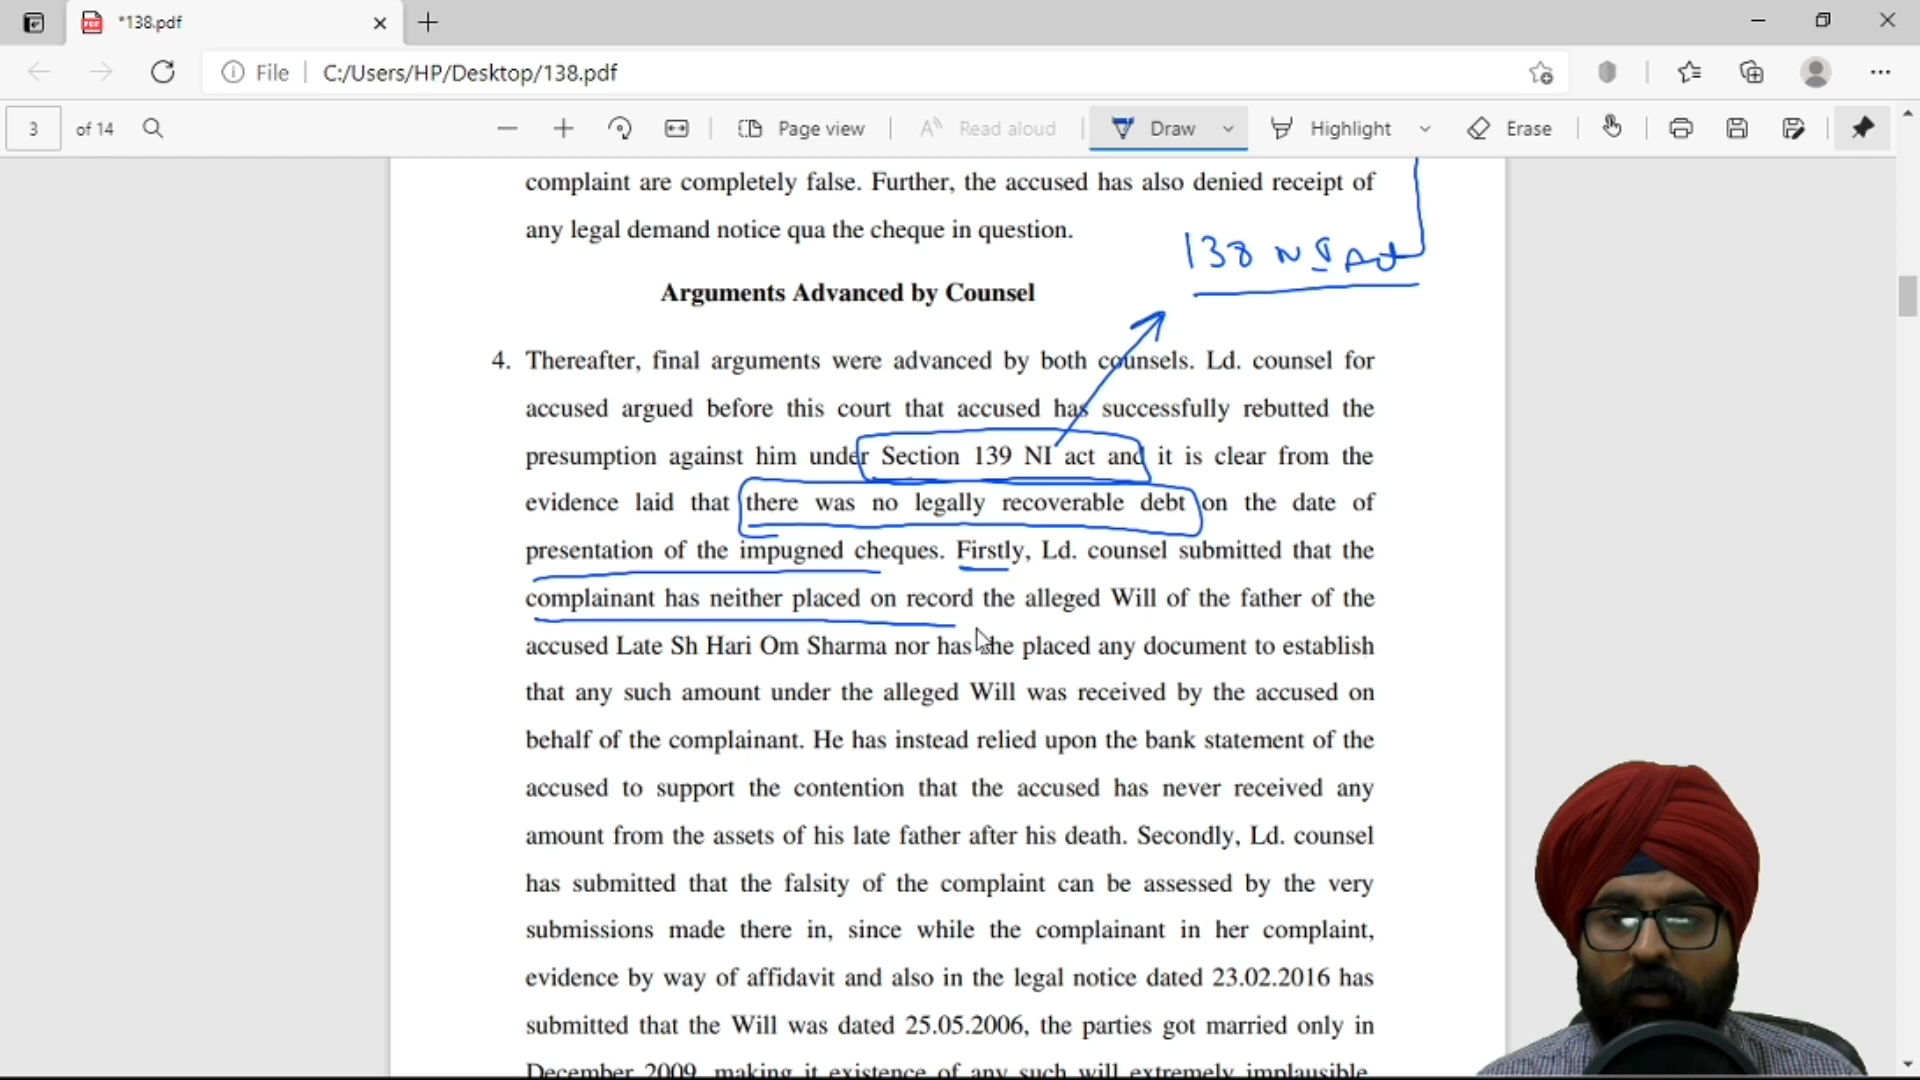 *138.pdf
File
C:/Users/HP/Desktop/138.pdf
3 of 14
Page view
Read aloud
Draw
Highlight
Erase
complaint are completely false. Further, the accused has also denied receipt of
any legal demand notice qua the cheque in question.
138 NI Act
Arguments Advanced by Counsel
4. Thereafter, final arguments were advanced by both counsels. Ld. counsel for
accused argued before this court that accused has successfully rebutted the
presumption against him under Section 139 NI act and it is clear from the
evidence laid that there was no legally recoverable debt on the date of
presentation of the impugned cheques. Firstly, Ld. counsel submitted that the
complainant has neither placed on record the alleged Will of the father of the
accused Late Sh Hari Om Sharma nor has she placed any document to establish
that any such amount under the alleged Will was received by the accused on
behalf of the complainant. He has instead relied upon the bank statement of the
accused to support the contention that the accused has never received any
amount from the assets of his late father after his death. Secondly, Ld. counsel
has submitted that the falsity of the complaint can be assessed by the very
submissions made there in, since while the complainant in her complaint,
evidence by way of affidavit and also in the legal notice dated 23.02.2016 has
submitted that the Will was dated 25.05.2006, the parties got married only in
December 2009, making it existence of any such will extremely implausible.